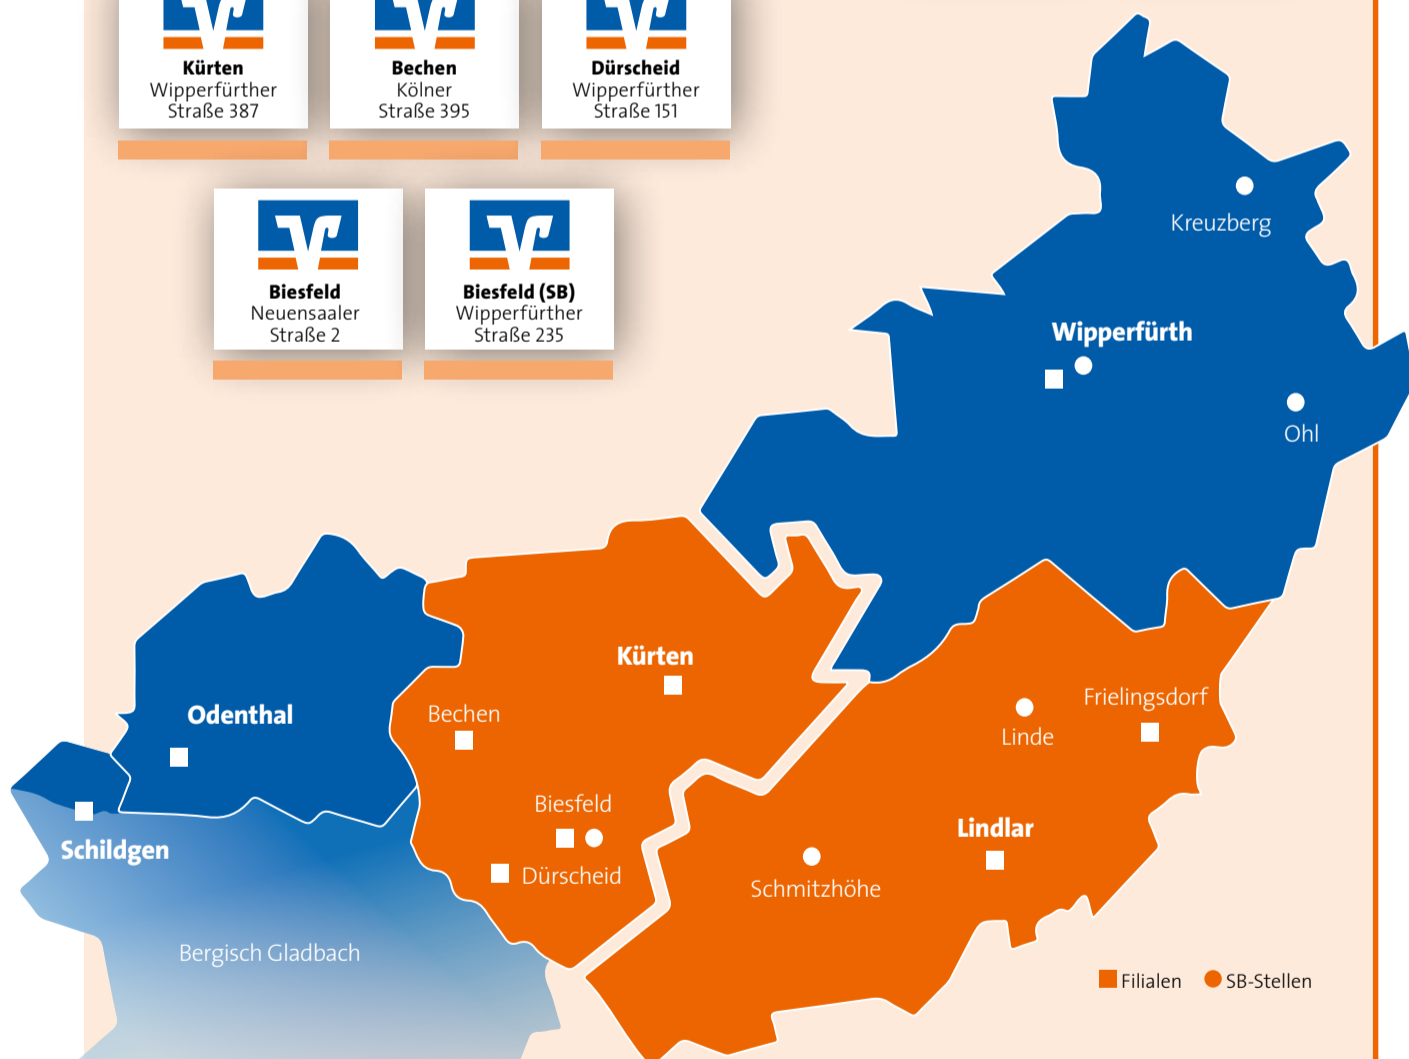 Kürten
Wipperfürther
Straße 387
Bechen
Kölner
Straße 395
Dürscheid
Wipperfürther
Straße 151
Biesfeld
Neuensaaler
Straße 2
Biesfeld (SB)
Wipperfürther
Straße 235
Kreuzberg
Wipperfürth
Ohl
Kürten
Odenthal
Bechen
Frielingsdorf
Linde
Biesfeld
Lindlar
Schildgen
Dürscheid
Schmitzhöhe
Bergisch Gladbach
Filialen
SB-Stellen